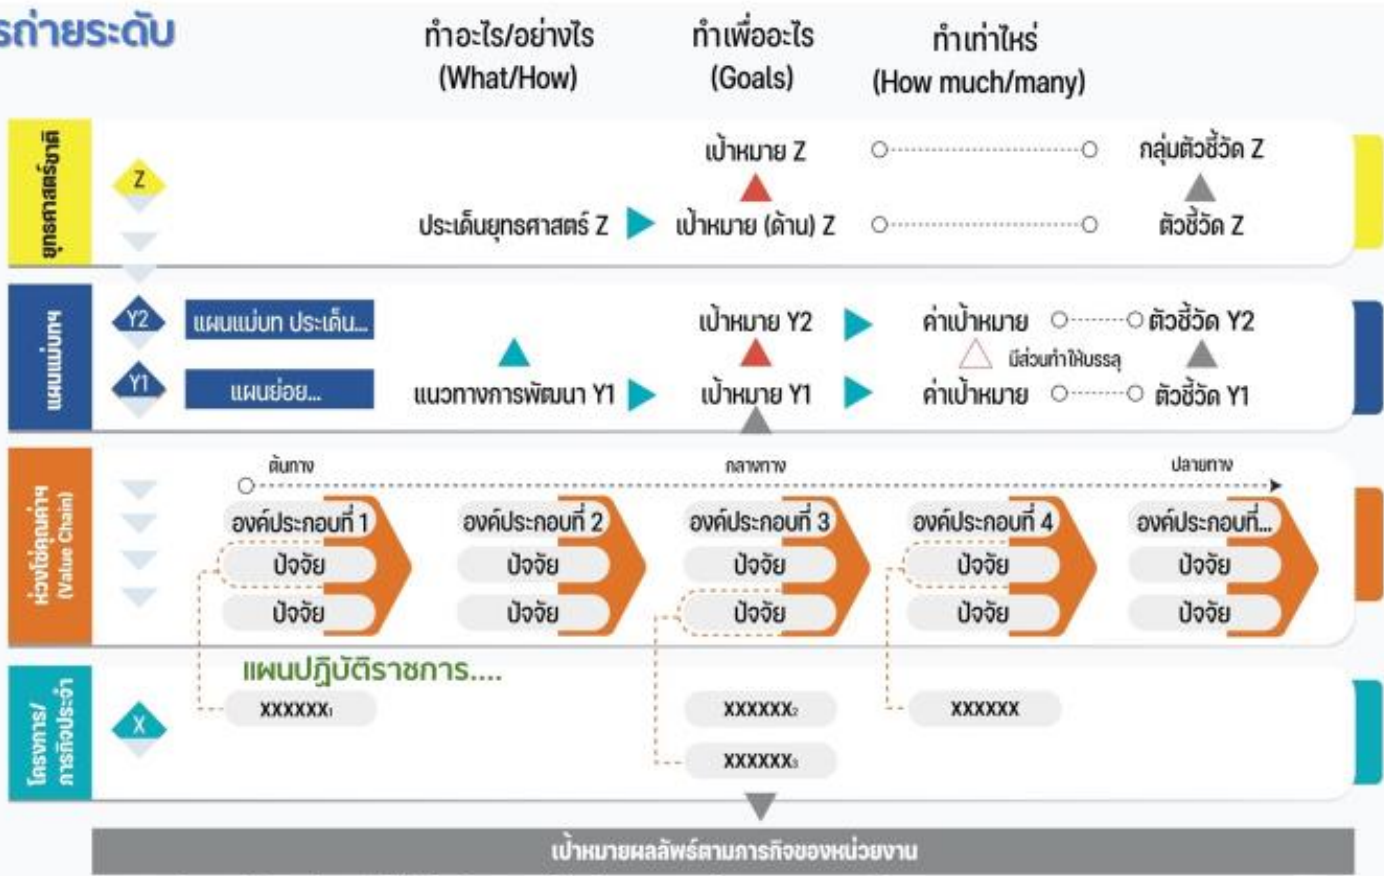 รถ่ายระดับ
ทำอะไร/อย่างไร
(What/How)
ทำเพื่ออะไร
(Goals)
ทำเท่าไหร่
(How much/many)
ยุทธศาสตร์ชาติ
Z
เป้าหมาย Z
กลุ่มตัวชี้วัด Z
ประเด็นยุทธศาสตร์ Z
เป้าหมาย (ด้าน) Z
ตัวชี้วัด Z
แผนแม่บทฯ
Y2
แผนแม่บท ประเด็น...
เป้าหมาย Y2
ค่าเป้าหมาย
ตัวชี้วัด Y2
มีส่วนทำให้บรรลุ
Y1
แผนย่อย...
แนวทางการพัฒนา Y1
เป้าหมาย Y1
ค่าเป้าหมาย
ตัวชี้วัด Y1
ห่วงโซ่คุณค่าฯ
(Value Chain)
ต้นทาง
กลางทาง
ปลายทาง
องค์ประกอบที่ 1
องค์ประกอบที่ 2
องค์ประกอบที่ 3
องค์ประกอบที่ 4
องค์ประกอบที่...
ปัจจัย
ปัจจัย
ปัจจัย
ปัจจัย
ปัจจัย
ปัจจัย
ปัจจัย
ปัจจัย
ปัจจัย
ปัจจัย
โครงการ/
ภารกิจประจำ
X
แผนปฏิบัติราชการ....
XXXXXX₁
XXXXXX₂
XXXXXX
XXXXXX₃
เป้าหมายผลลัพธ์ตามภารกิจของหน่วยงาน